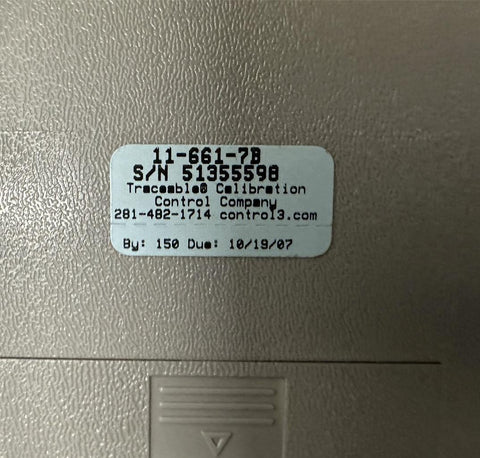 11-661-7B
S/N 51355598
Traceable® Calibration
Control Company
281-482-1714 control3.com
By: 150 Due: 10/19/07